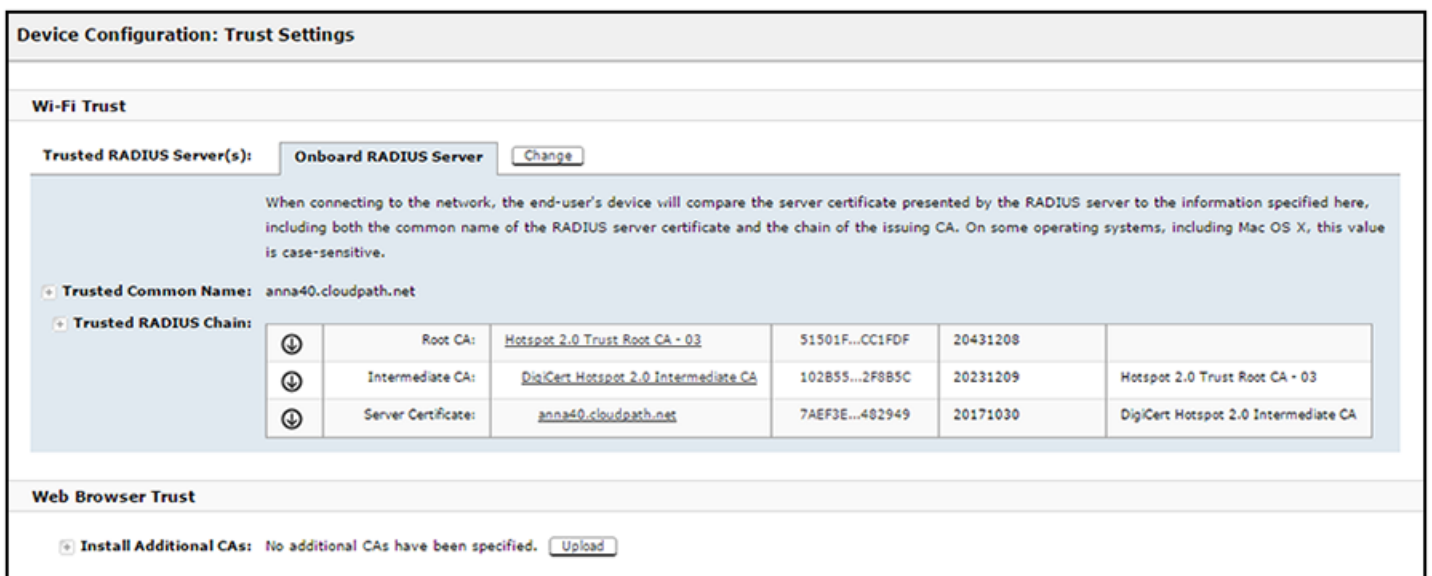 Device Configuration: Trust Settings
Wi-Fi Trust
Trusted RADIUS Server(s): Onboard RADIUS Server Change
When connecting to the network, the end-user's device will compare the server certificate presented by the RADIUS server to the information specified here,
including both the common name of the RADIUS server certificate and the chain of the issuing CA. On some operating systems, including Mac OS X, this value
is case-sensitive.
Trusted Common Name: anna40.cloudpath.net
Trusted RADIUS Chain:
Root CA: Hotspot 2.0 Trust Root CA - 03 51501F...CC1FDF 20431208
Intermediate CA: DigiCert Hotspot 2.0 Intermediate CA 102B55...2F8B5C 20231209 Hotspot 2.0 Trust Root CA - 03
Server Certificate: anna40.cloudpath.net 7AEF3E...482949 20171030 DigiCert Hotspot 2.0 Intermediate CA
Web Browser Trust
Install Additional CAs: No additional CAs have been specified. Upload